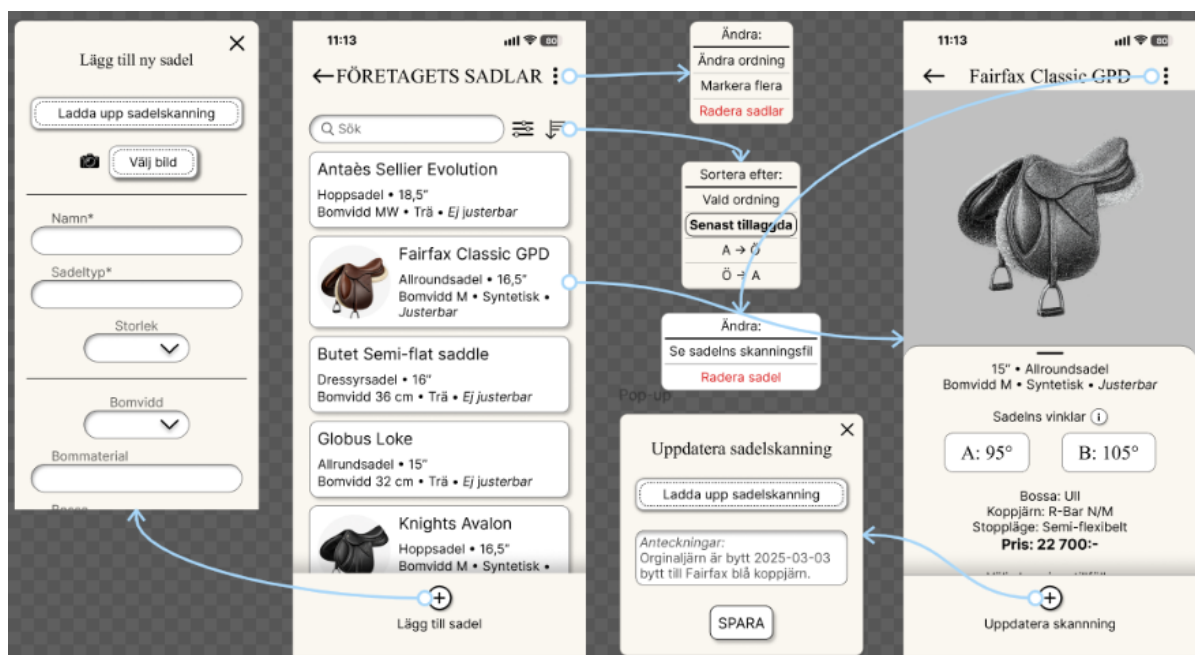 Lägg till ny sadel
Ladda upp sadelskanning
Välj bild
Namn*
Sadeltyp*
Storlek
Bomvidd
Bommaterial
Bossa
11:13
80
FÖRETAGETS SADLAR
Sök
Antaès Sellier Evolution
Hoppsadel • 18,5"
Bomvidd MW • Trä • Ej justerbar
Fairfax Classic GPD
Allroundsadel • 16,5"
Bomvidd M • Syntetisk •
Justerbar
Butet Semi-flat saddle
Dressyrsadel • 16"
Bomvidd 36 cm • Trä • Ej justerbar
Globus Loke
Allrundsadel • 15"
Bomvidd 32 cm • Trä • Ej justerbar
Knights Avalon
Hoppsadel • 16,5"
Bomvidd M • Syntetisk •
Lägg till sadel
Ändra:
Ändra ordning
Markera flera
Radera sadlar
Sortera efter:
Vald ordning
Senast tillaggda
A → Ö
Ö → A
Ändra:
Se sadelns skanningsfil
Radera sadel
Pop-up
Uppdatera sadelskanning
Ladda upp sadelskanning
Anteckningar:
Orginaljärn är bytt 2025-03-03
bytt till Fairfax blå koppjärn.
SPARA
11:13
80
Fairfax Classic GPD
15" • Allroundsadel
Bomvidd M • Syntetisk • Justerbar
Sadelns vinklar i
A: 95°
B: 105°
Bossa: Ull
Koppjärn: R-Bar N/M
Stoppläge: Semi-flexibelt
Pris: 22 700:-
Uppdatera skannning